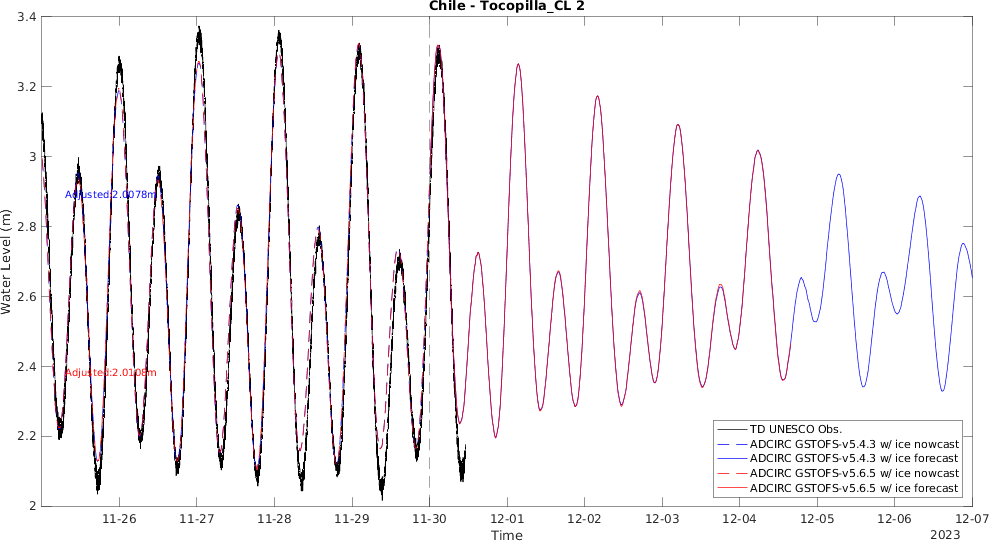 Chile - Tocopilla_CL 2
3.4
3.2
3
2.8
2.6
2.4
2.2
2
Water Level (m)
Adjusted:2.0078m
Adjusted:2.0108m
TD UNESCO Obs.
ADCIRC GSTOFS-v5.4.3 w/ ice nowcast
ADCIRC GSTOFS-v5.4.3 w/ ice forecast
ADCIRC GSTOFS-v5.6.5 w/ ice nowcast
ADCIRC GSTOFS-v5.6.5 w/ ice forecast
11-26 11-27 11-28 11-29 11-30 12-01 12-02 12-03 12-04 12-05 12-06 12-07
Time
2023